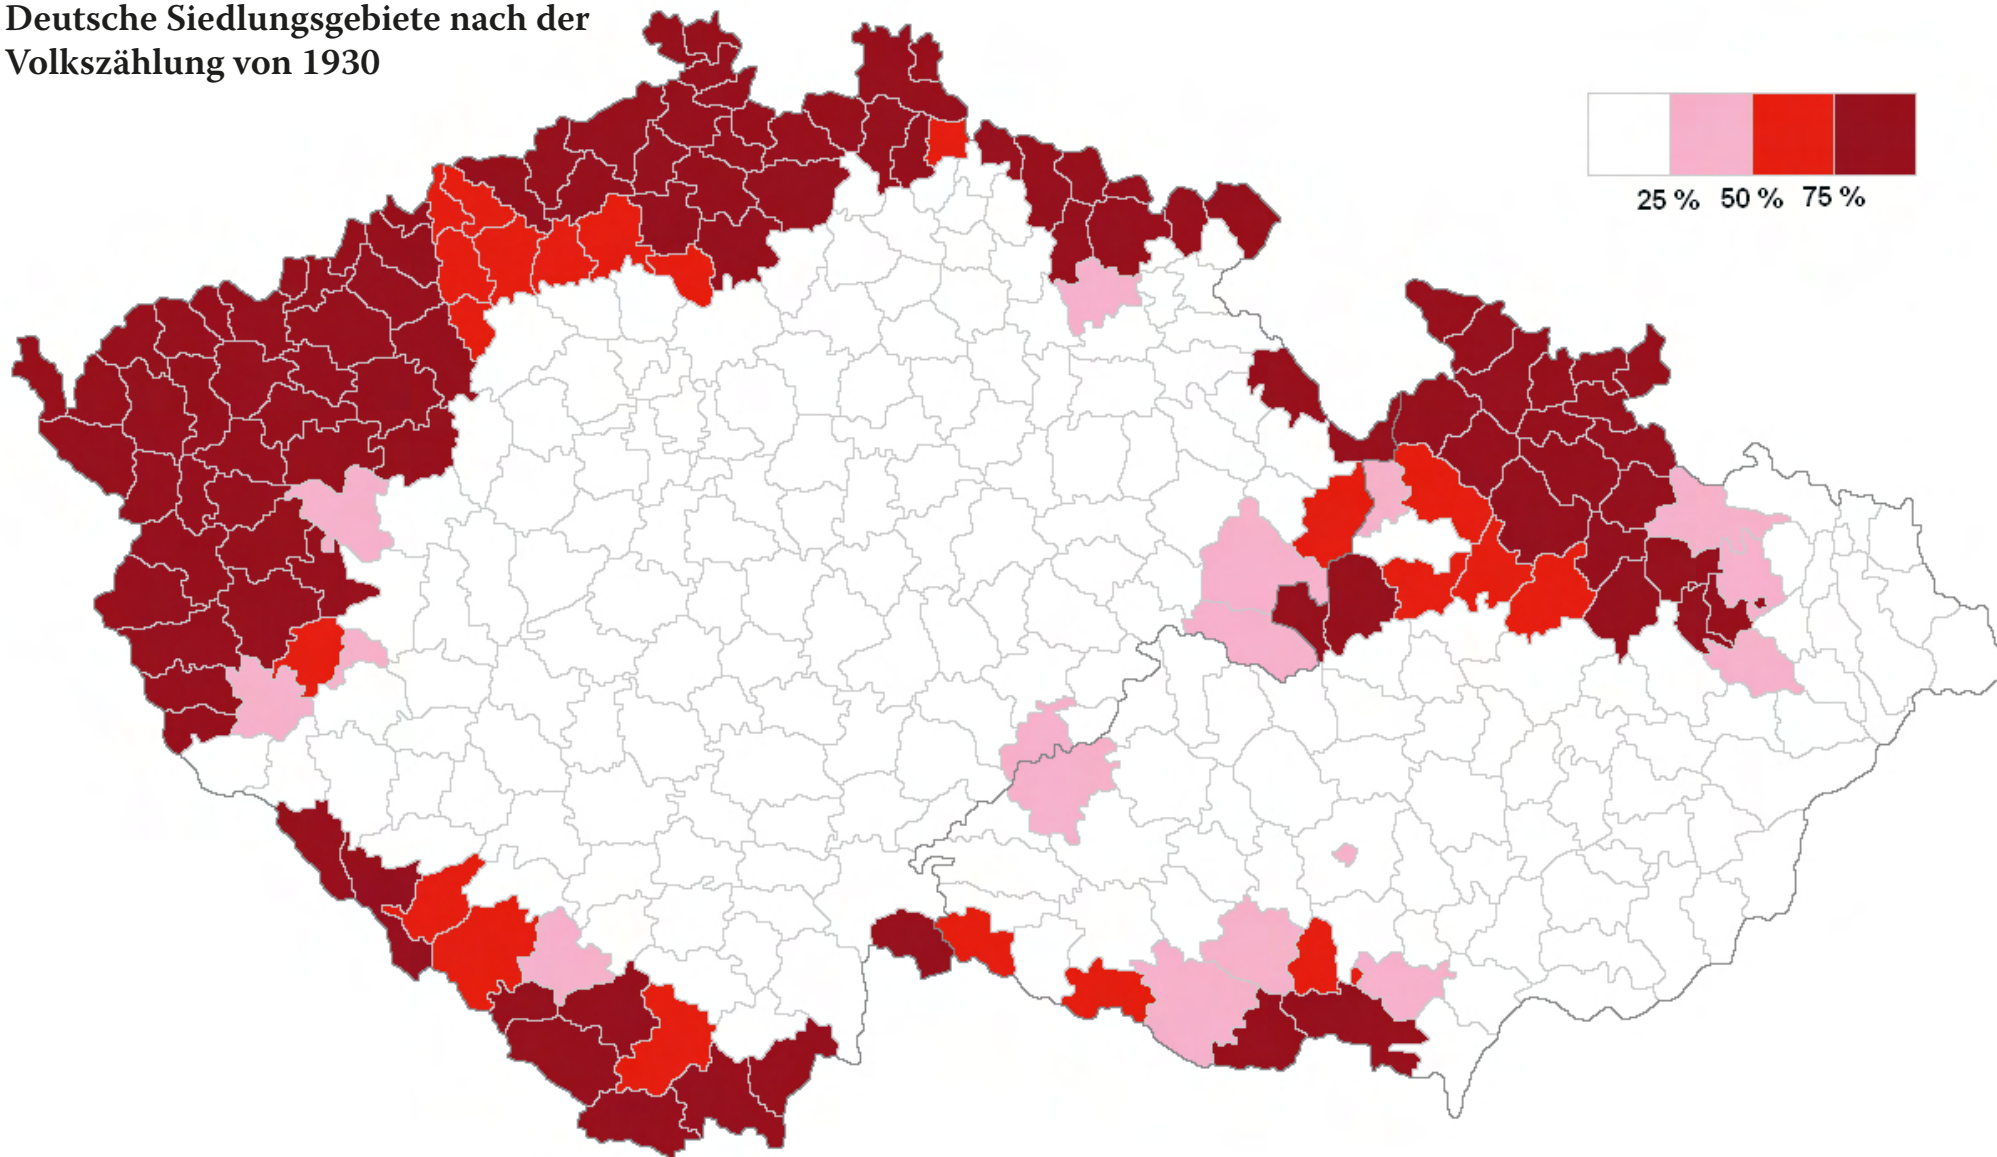 Deutsche Siedlungsgebiete nach der
Volkszählung von 1930
25 % 50 % 75 %